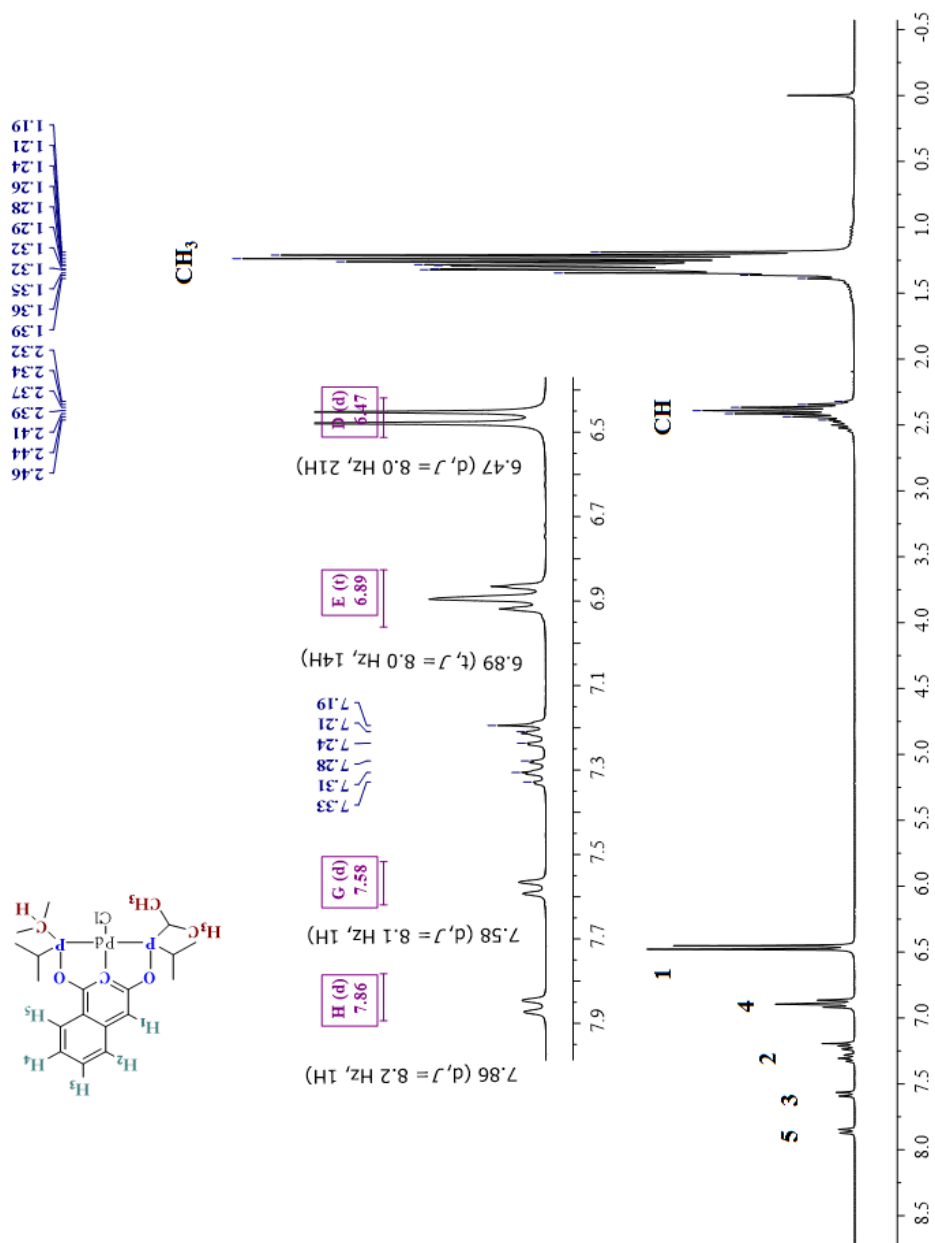 1.19
1.21
1.24
1.26
1.28
1.29
1.32
1.32
1.35
1.36
1.39
2.32
2.34
2.37
2.39
2.41
2.44
2.46
CH₃
CH
D (d)
6.47
6.47 (d, J = 8.0 Hz, 21H)
E (t)
6.89
6.89 (t, J = 8.0 Hz, 14H)
7.19
7.21
7.24
7.28
7.31
7.33
G (d)
7.58
7.58 (d, J = 8.1 Hz, 1H)
H (d)
7.86
7.86 (d, J = 8.2 Hz, 1H)
6.5
6.7
6.9
7.1
7.3
7.5
7.7
7.9
H
C
CH₃
H₃C
P
Pd
Cl
P
O
C
O
H₅
H₄
H₃
H₂
H₁
1
4
2
3
5
-0.5
0.0
0.5
1.0
1.5
2.0
2.5
3.0
3.5
4.0
4.5
5.0
5.5
6.0
6.5
7.0
7.5
8.0
8.5